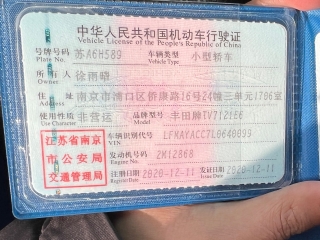 中华人民共和国机动车行驶证
Vehicle License of the People's Republic of China
号牌号码 苏A6H589 车辆类型 小型轿车
Plate No. Vehicle Type
所有人 徐雨
Owner
住址 南京市浦口区侨康路16号24幢三单元1706室
Address
使用性质 非营运 品牌型号 丰田牌TV7121E6
Use Character Model
江苏省南京市公安局交通管理局
车辆识别代号 LFMAYACC7L0640099
VIN
发动机号码 2M12868
Engine No.
注册日期 2020-12-11 发证日期 2020-12-11
Register Date Issue Date